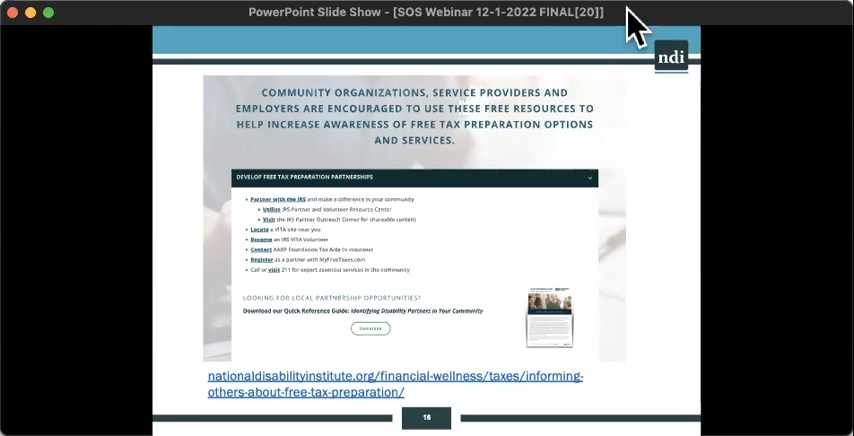 PowerPoint Slide Show - [SOS Webinar 12-1-2022 FINAL[20]]
ndi
COMMUNITY ORGANIZATIONS, SERVICE PROVIDERS AND
EMPLOYERS ARE ENCOURAGED TO USE THESE FREE RESOURCES TO
HELP INCREASE AWARENESS OF FREE TAX PREPARATION OPTIONS
AND SERVICES.
DEVELOP FREE TAX PREPARATION PARTNERSHIPS
Partner with the IRS and make a difference in your community
Utilize IRS Partner and Volunteer Resource Center
Visit the IRS Partner Outreach Corner for shareable content
Locate a VITA site near you
Become an IRS VITA Volunteer
Contact AARP Foundation Tax Aide to volunteer
Register as a partner with MyFreeTaxes.com
Call or visit 211 for expert essential services in the community
LOOKING FOR LOCAL PARTNERSHIP OPPORTUNITIES?
Download our Quick Reference Guide: Identifying Disability Partners in Your Community
nationaldisabilityinstitute.org/financial-wellness/taxes/informing-
others-about-free-tax-preparation/
16